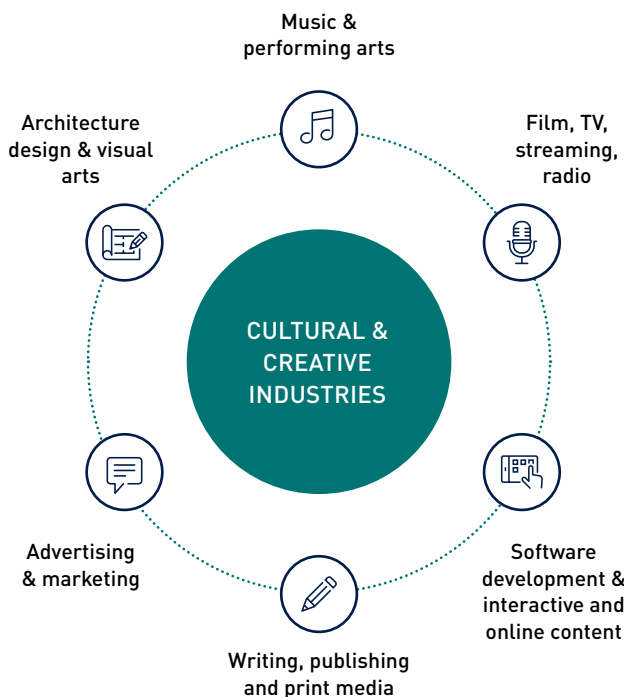 Music &
performing arts
Architecture
design & visual
arts
Film, TV,
streaming,
radio
CULTURAL &
CREATIVE
INDUSTRIES
Advertising
& marketing
Software
development &
interactive and
online content
Writing, publishing
and print media